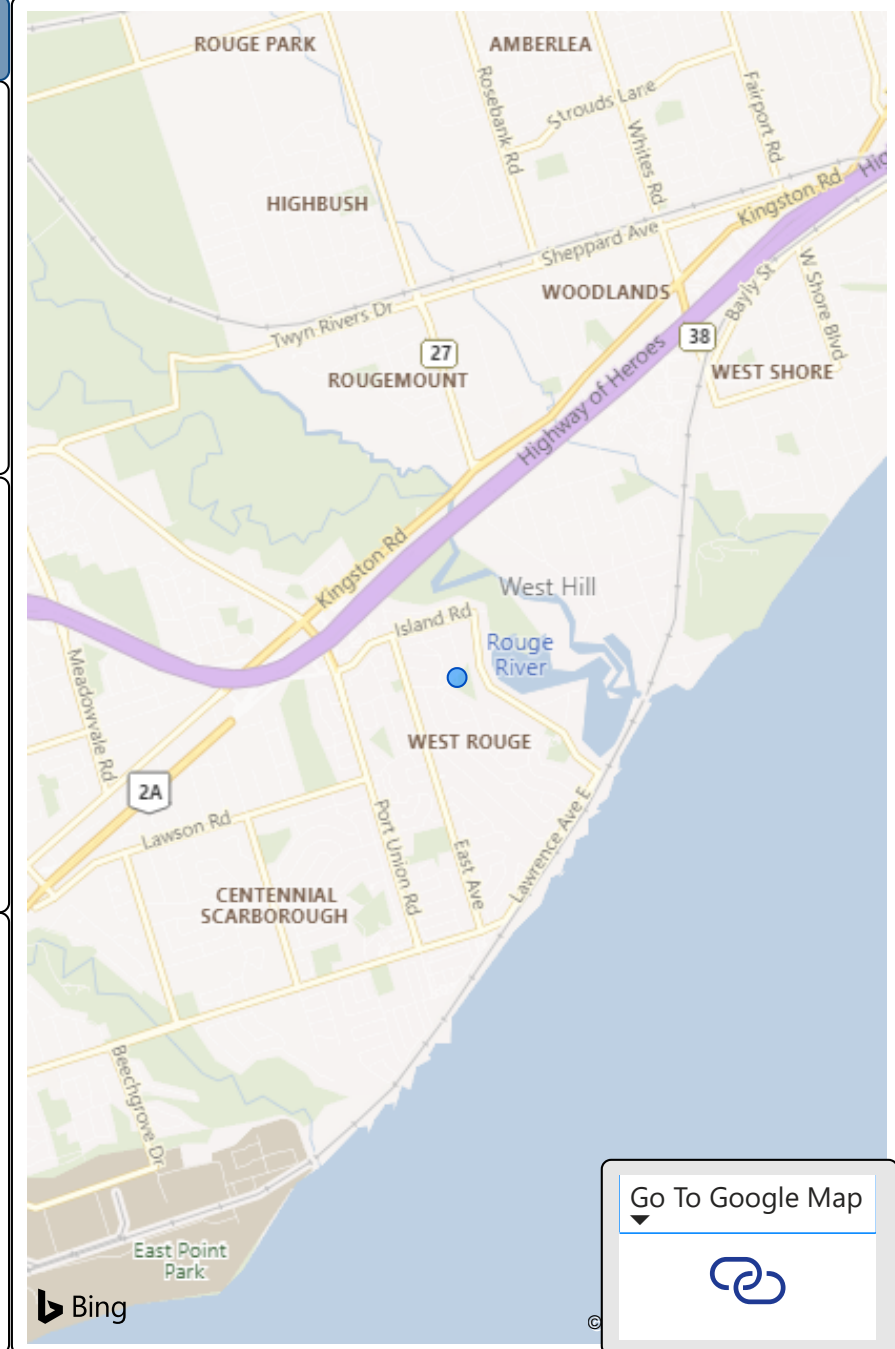 ROUGE PARK
AMBERLEA
Rosebank Rd
Strouds Lane
Fairport Rd
Whites Rd
HIGHBUSH
Kingston Rd
Sheppard Ave
WOODLANDS
Bayly St
W Shore Blvd
Twyn Rivers Dr
27
38
ROUGEMOUNT
WEST SHORE
Highway of Heroes
Kingston Rd
West Hill
Island Rd
Rouge
River
Meadowvale Rd
WEST ROUGE
2A
Lawson Rd
Port Union Rd
East Ave
Lawrence Ave E
CENTENNIAL
SCARBOROUGH
Beechgrove Dr
East Point
Park
Bing
©
Go To Google Map